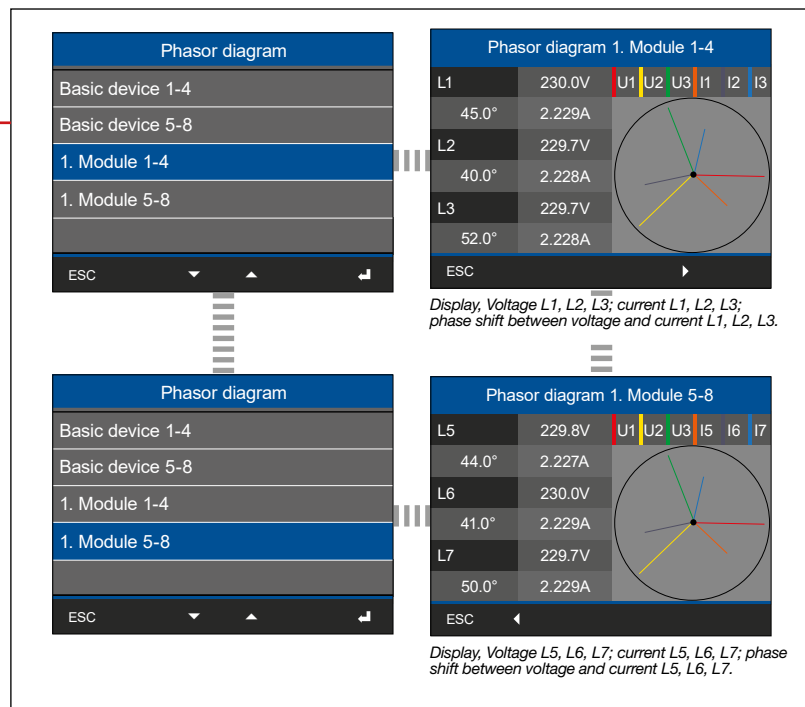 Phasor diagram
Basic device 1-4
Basic device 5-8
1. Module 1-4
1. Module 5-8
ESC
Phasor diagram 1. Module 1-4
L1 230.0V U1 U2 U3 I1 I2 I3
45.0° 2.229A
L2 229.7V
40.0° 2.228A
L3 229.7V
52.0° 2.228A
ESC
Display, Voltage L1, L2, L3; current L1, L2, L3;
phase shift between voltage and current L1, L2, L3.
Phasor diagram
Basic device 1-4
Basic device 5-8
1. Module 1-4
1. Module 5-8
ESC
Phasor diagram 1. Module 5-8
L5 229.8V U1 U2 U3 I5 I6 I7
44.0° 2.227A
L6 230.0V
41.0° 2.229A
L7 229.7V
50.0° 2.229A
ESC
Display, Voltage L5, L6, L7; current L5, L6, L7; phase
shift between voltage and current L5, L6, L7.